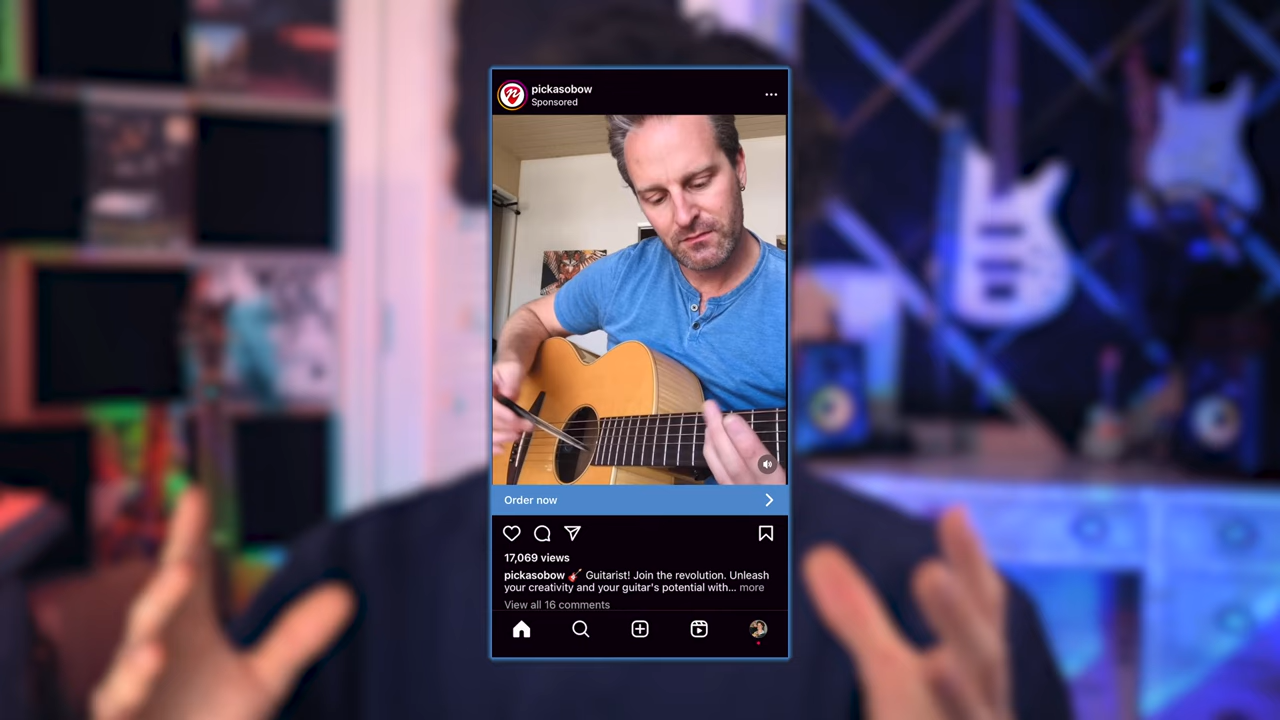 pickasobow
Sponsored
Order now
17,069 views
pickasobow 🎸 Guitarist! Join the revolution. Unleash
your creativity and your guitar's potential with... more
View all 16 comments